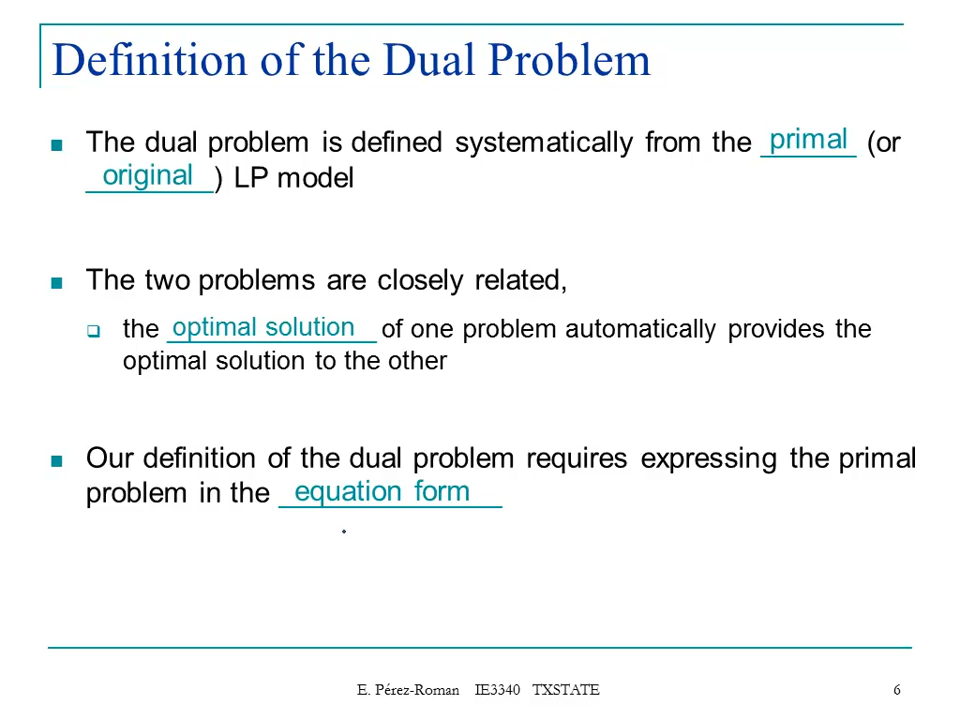 Definition of the Dual Problem
The dual problem is defined systematically from the primal (or
original) LP model
The two problems are closely related,
the optimal solution of one problem automatically provides the
optimal solution to the other
Our definition of the dual problem requires expressing the primal
problem in the equation form
E. Pérez-Roman IE3340 TXSTATE 6